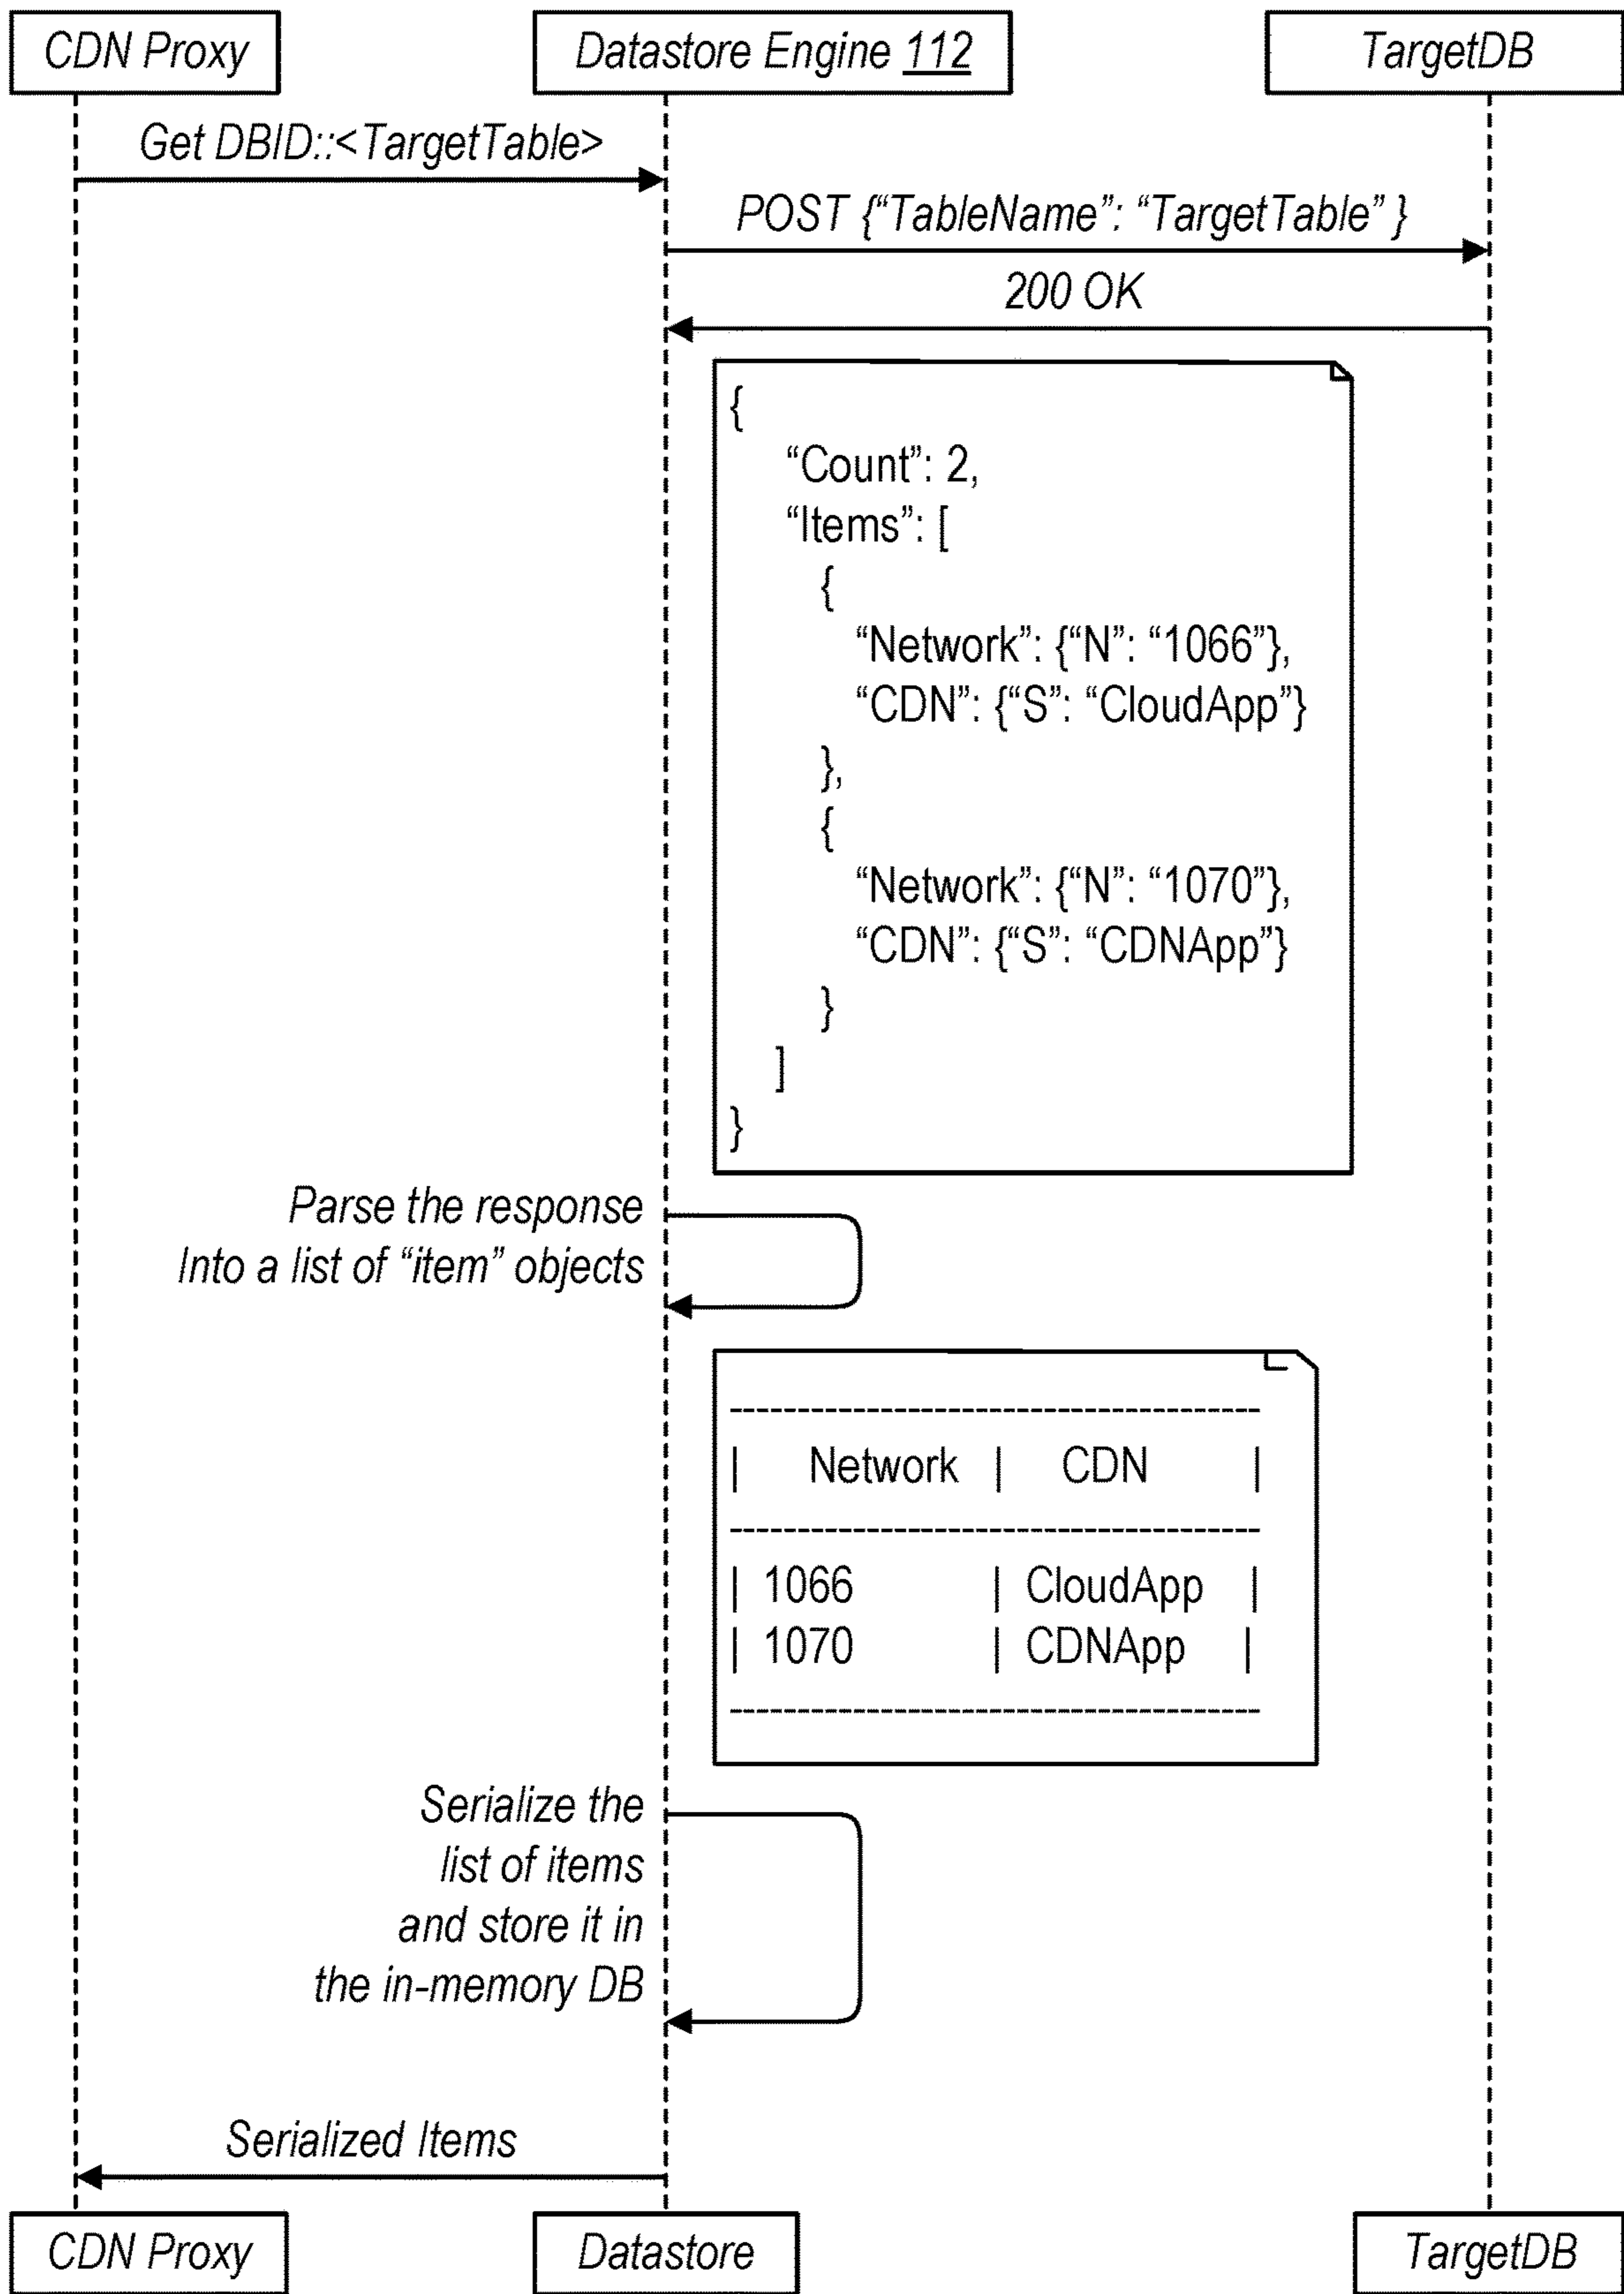 CDN Proxy
Datastore Engine 112
TargetDB
Get DBID::<TargetTable>
POST {“TableName”: “TargetTable” }
200 OK
{
“Count”: 2,
“Items”: [
{
“Network”: {“N”: “1066”},
“CDN”: {“S”: “CloudApp”}
},
{
“Network”: {“N”: “1070”},
“CDN”: {“S”: “CDNApp”}
}
]
}
Parse the response
Into a list of “item” objects
--------------------------------------------
| Network | CDN |
--------------------------------------------
| 1066 | CloudApp |
| 1070 | CDNApp |
--------------------------------------------
Serialize the
list of items
and store it in
the in-memory DB
Serialized Items
CDN Proxy
Datastore
TargetDB